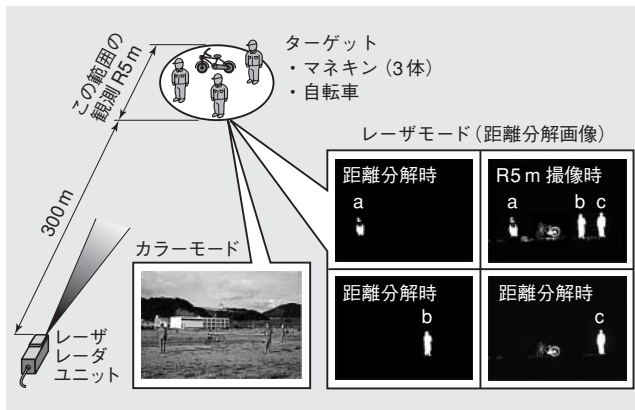 ターゲット
・マネキン（3体）
・自転車
この範囲の
観測 R5 m
300 m
レーザ
レーダ
ユニット
カラーモード
レーザモード（距離分解画像）
距離分解時
a
R5 m 撮像時
a b c
距離分解時
b
距離分解時
c